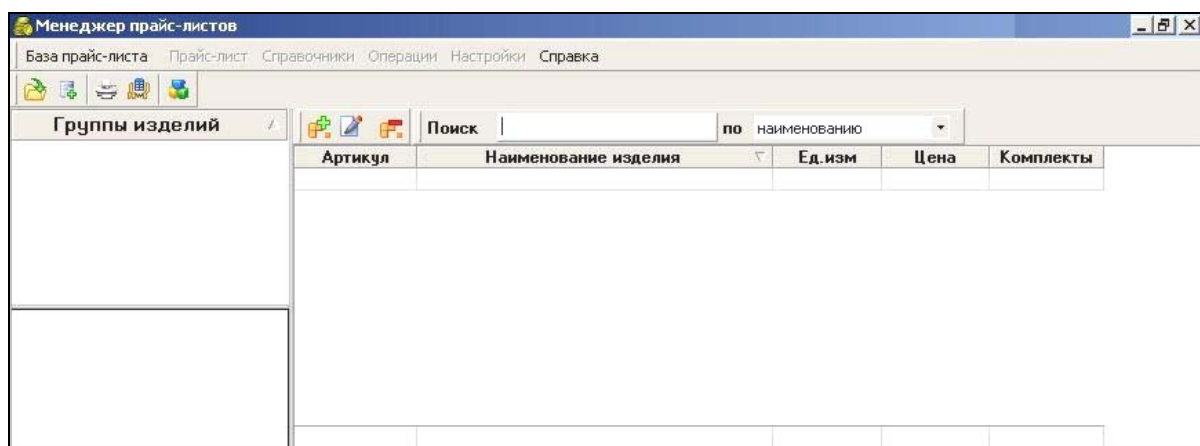 Менеджер прайс-листов
База прайс-листа Прайс-лист Справочники Операции Настройки Справка
Группы изделий Поиск по наименованию
Артикул Наименование изделия Ед.изм Цена Комплекты